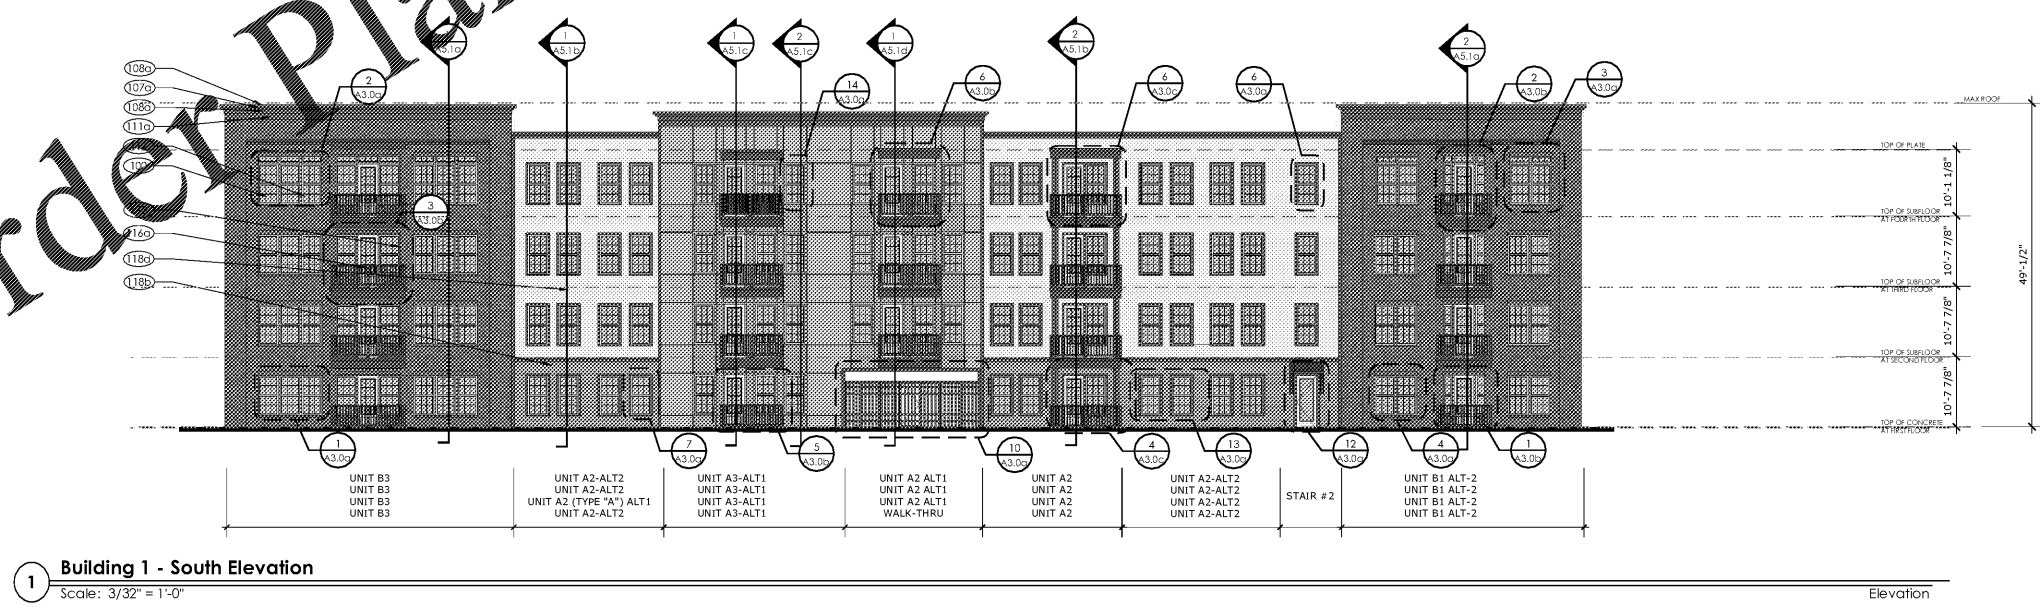 rder Plan
A5.1a
1
A5.1b
1
A5.1c
2
A5.1c
1
A5.1d
2
A5.1b
2
A5.1a
108a
107a
108a
111a
116a
118d
118b
2
A3.0a
3
14
A3.0a
6
A3.0b
6
A3.0c
6
A3.0a
2
A3.0b
3
A3.0a
MAX ROOF
TOP OF PLATE
10'-1 1/8"
TOP OF SUBFLOOR
AT FOURTH FLOOR
10'-7 7/8"
TOP OF SUBFLOOR
AT THIRD FLOOR
10'-7 7/8"
TOP OF SUBFLOOR
AT SECOND FLOOR
10'-7 7/8"
TOP OF CONCRETE
AT FIRST FLOOR
49'-1/2"
1
A3.0a
7
A3.0a
5
A3.0b
10
A3.0a
4
A3.0c
13
A3.0a
12
A3.0a
4
A3.0a
1
A3.0b
UNIT B3
UNIT B3
UNIT B3
UNIT B3
UNIT A2-ALT2
UNIT A2-ALT2
UNIT A2 (TYPE "A") ALT1
UNIT A2-ALT2
UNIT A3-ALT1
UNIT A3-ALT1
UNIT A3-ALT1
UNIT A3-ALT1
UNIT A2 ALT1
UNIT A2 ALT1
UNIT A2 ALT1
WALK-THRU
UNIT A2
UNIT A2
UNIT A2
UNIT A2
UNIT A2-ALT2
UNIT A2-ALT2
UNIT A2-ALT2
UNIT A2-ALT2
STAIR #2
UNIT B1 ALT-2
UNIT B1 ALT-2
UNIT B1 ALT-2
UNIT B1 ALT-2
1
Building 1 - South Elevation
Scale: 3/32" = 1'-0"
Elevation